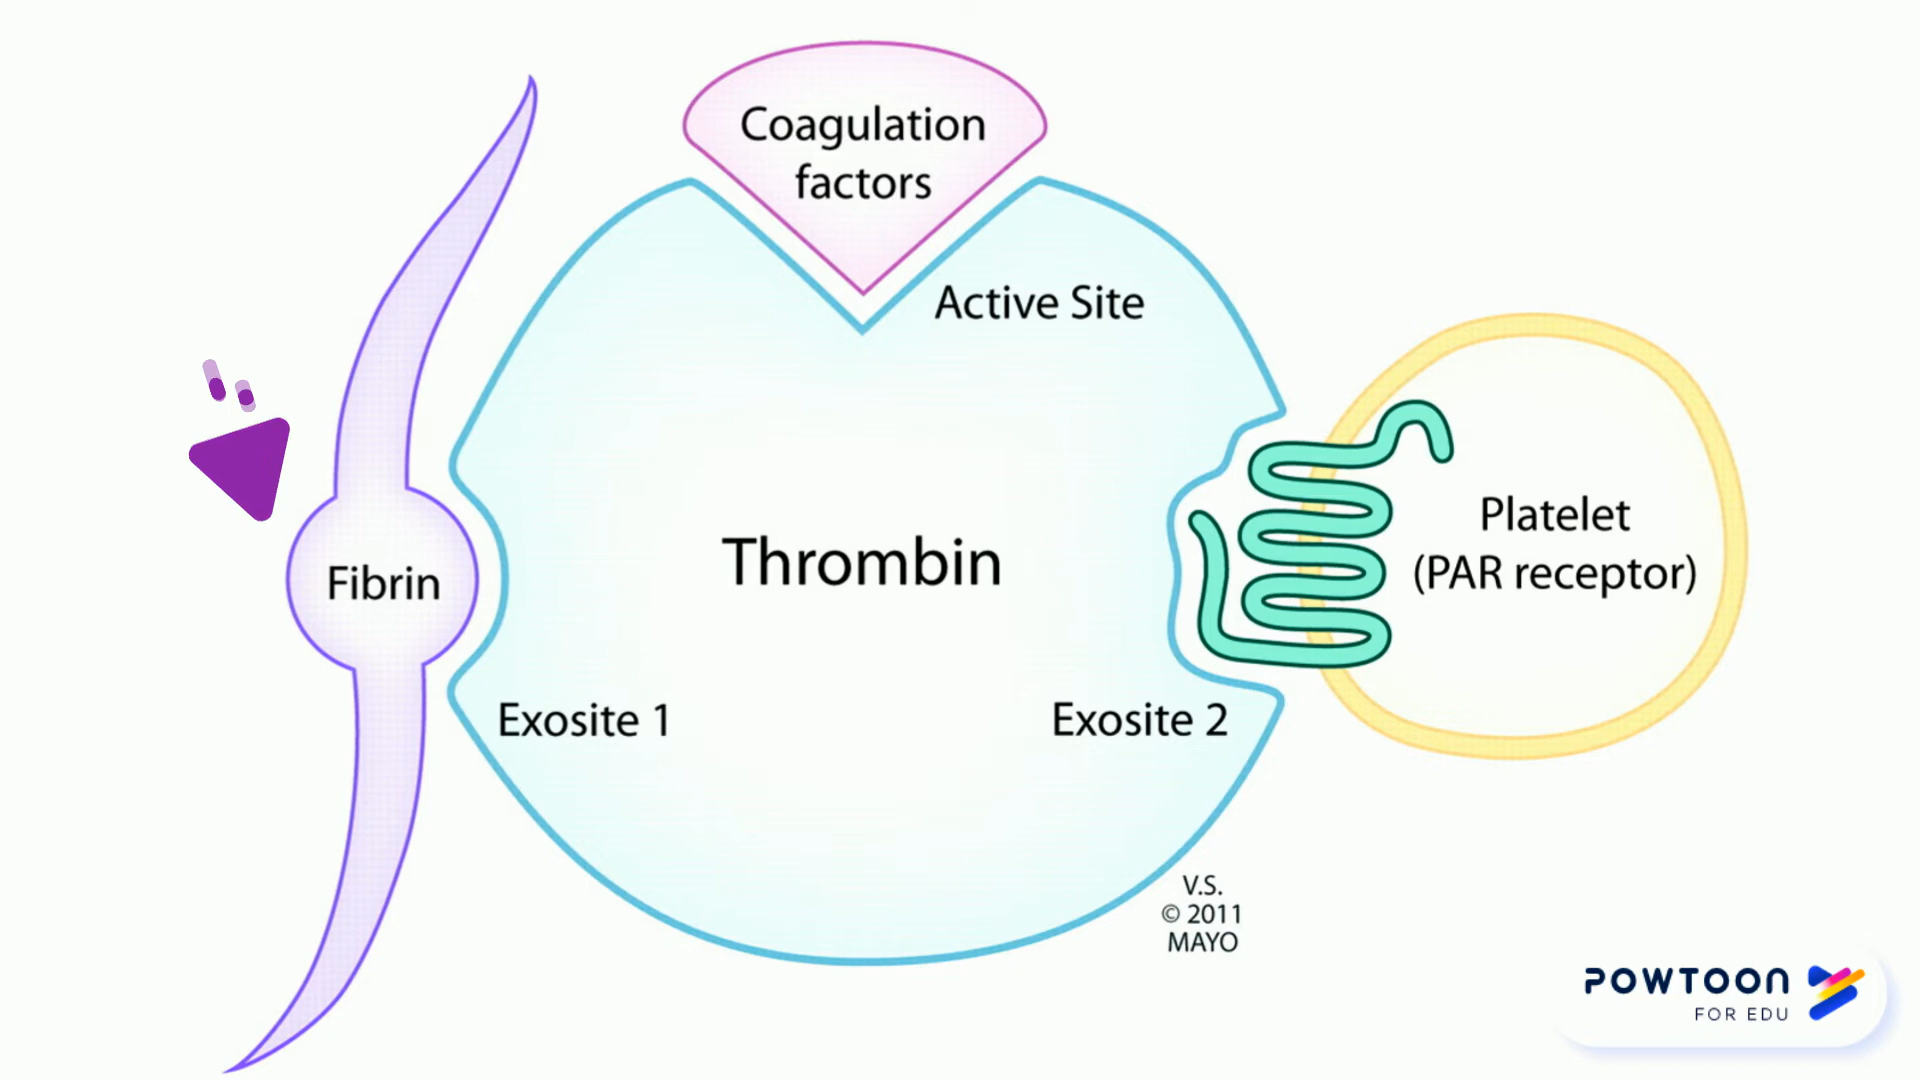 Coagulation
factors
Active Site
Platelet
(PAR receptor)
Thrombin
Fibrin
Exosite 1
Exosite 2
V.S.
© 2011
MAYO
POWTOON
FOR EDU